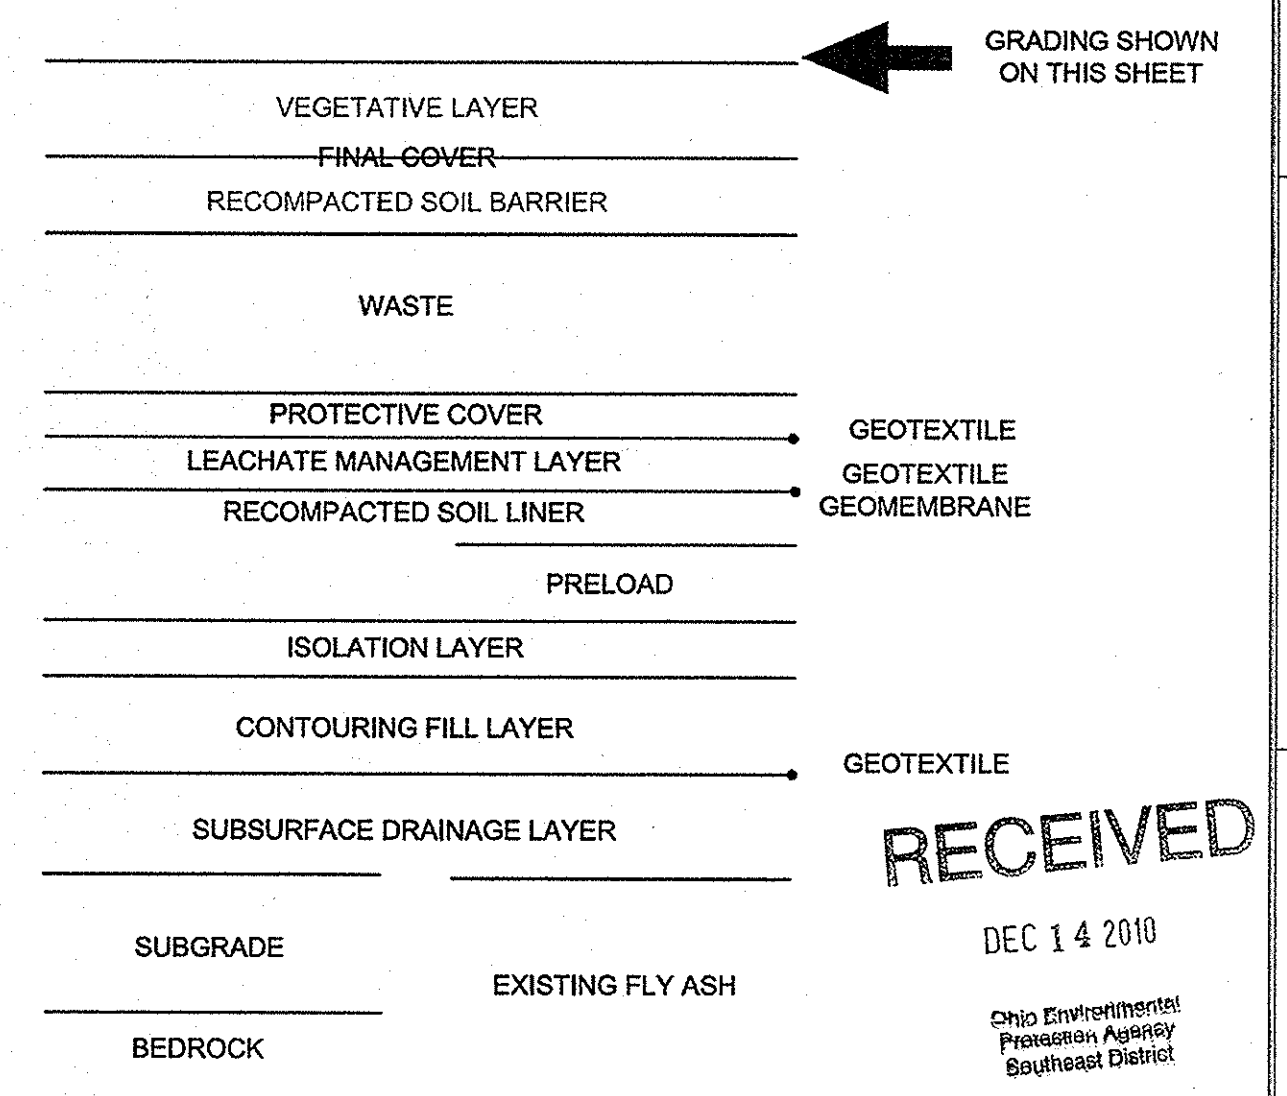 GRADING SHOWN
ON THIS SHEET
VEGETATIVE LAYER
FINAL COVER
RECOMPACTED SOIL BARRIER
WASTE
PROTECTIVE COVER
GEOTEXTILE
LEACHATE MANAGEMENT LAYER
GEOTEXTILE
GEOMEMBRANE
RECOMPACTED SOIL LINER
PRELOAD
ISOLATION LAYER
CONTOURING FILL LAYER
GEOTEXTILE
SUBSURFACE DRAINAGE LAYER
RECEIVED
DEC 14 2010
SUBGRADE
EXISTING FLY ASH
BEDROCK
Ohio Environmental
Protection Agency
Southeast District